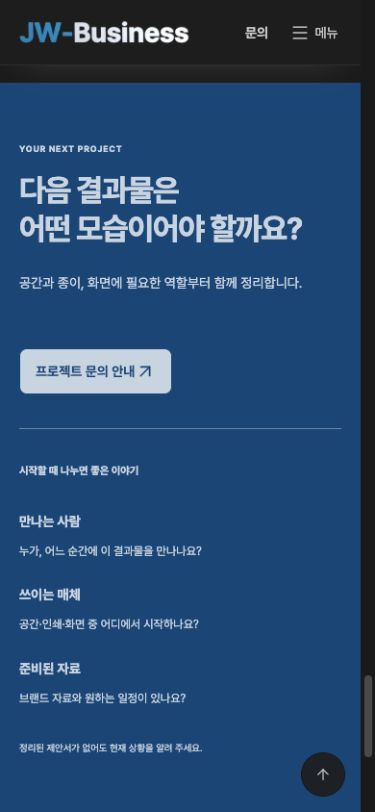 JW-Business
문의
메뉴
YOUR NEXT PROJECT
다음 결과물은
어떤 모습이어야 할까요?
공간과 종이, 화면에 필요한 역할부터 함께 정리합니다.
프로젝트 문의 안내
시작할 때 나누면 좋은 이야기
만나는 사람
누가, 어느 순간에 이 결과물을 만나나요?
쓰이는 매체
공간·인쇄·화면 중 어디에서 시작하나요?
준비된 자료
브랜드 자료와 원하는 일정이 있나요?
정리된 제안서가 없어도 현재 상황을 알려 주세요.